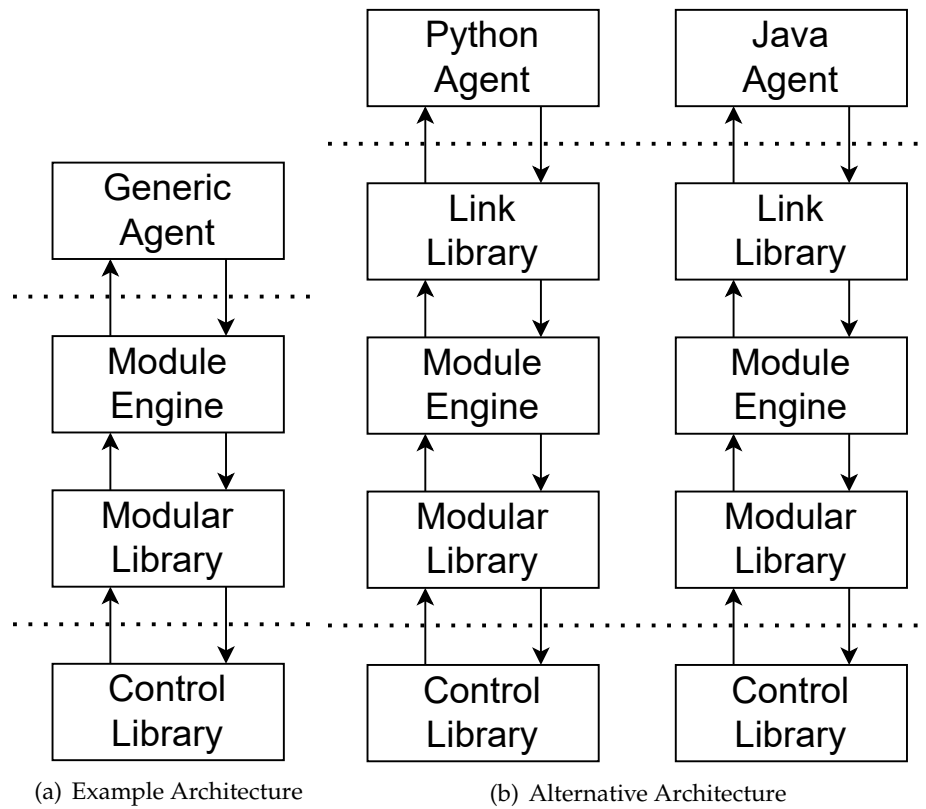 Python
Agent
Java
Agent
Generic
Agent
Link
Library
Link
Library
Module
Engine
Module
Engine
Module
Engine
Modular
Library
Modular
Library
Modular
Library
Control
Library
Control
Library
Control
Library
(a) Example Architecture
(b) Alternative Architecture